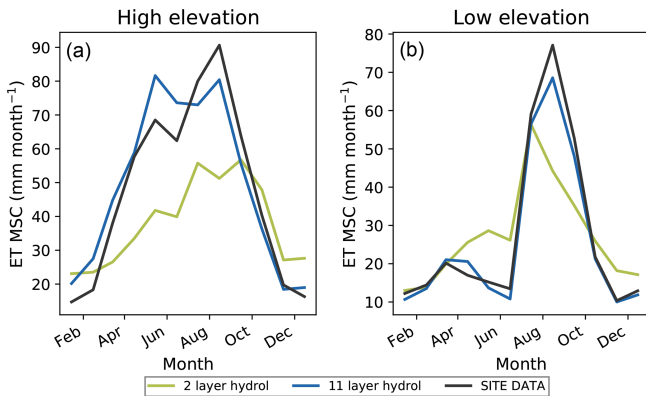 High elevation
(a)
ET MSC (mm month⁻¹)
90
80
70
60
50
40
30
20
Feb
Apr
Jun
Aug
Oct
Dec
Month
Low elevation
(b)
ET MSC (mm month⁻¹)
80
70
60
50
40
30
20
10
Feb
Apr
Jun
Aug
Oct
Dec
Month
2 layer hydrol
11 layer hydrol
SITE DATA